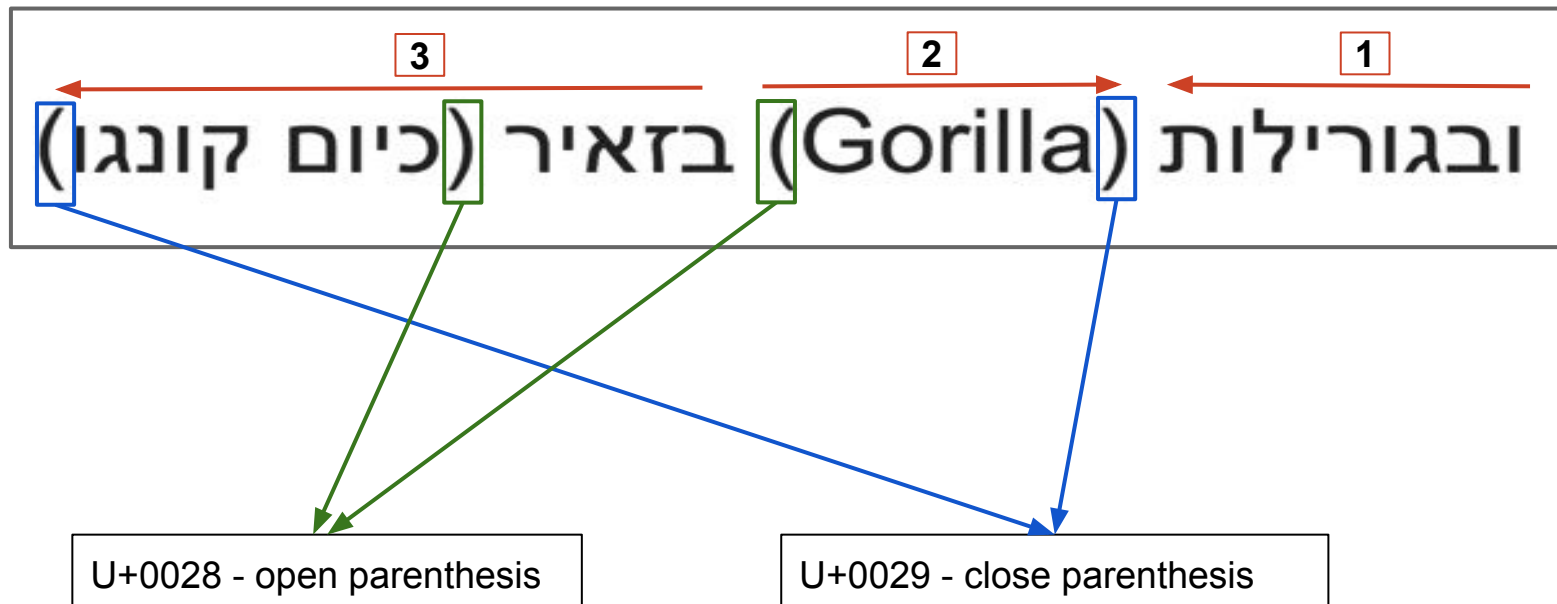 3 2 1
ובגורילות (Gorilla) בזאיר (כיום קונגו)
U+0028 - open parenthesis
U+0029 - close parenthesis